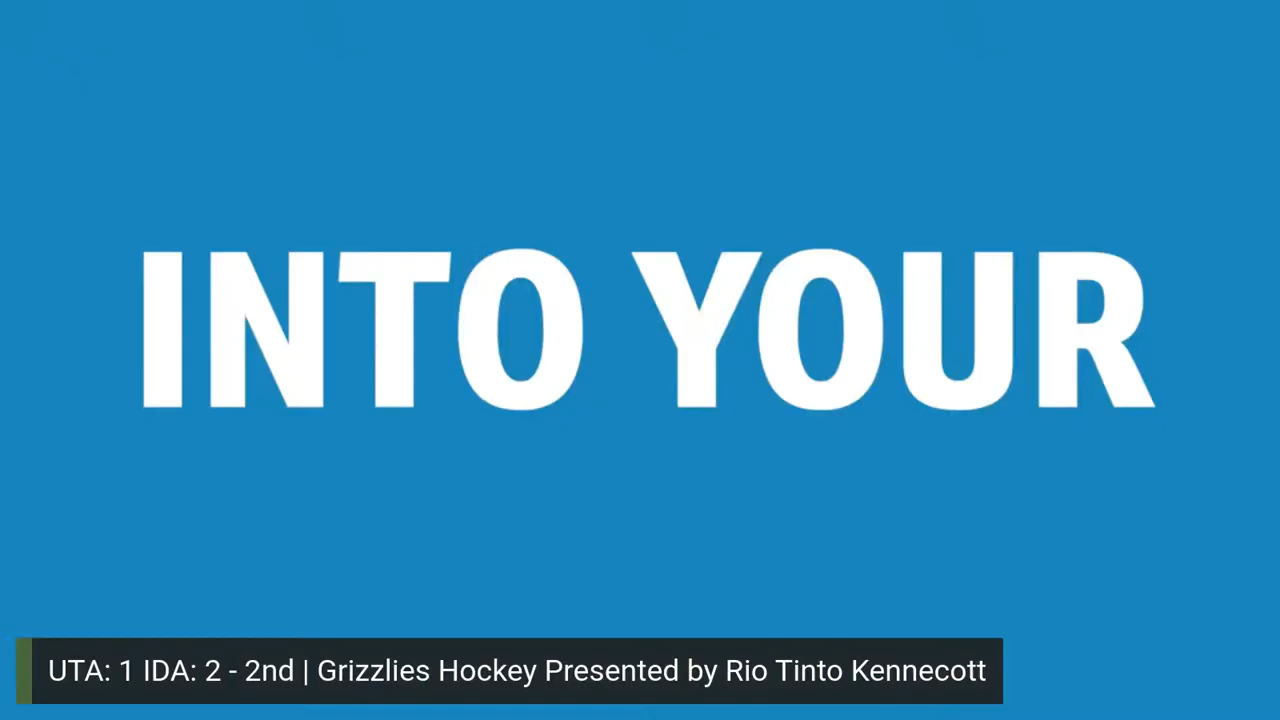 INTO YOUR
UTA: 1 IDA: 2 - 2nd | Grizzlies Hockey Presented by Rio Tinto Kennecott